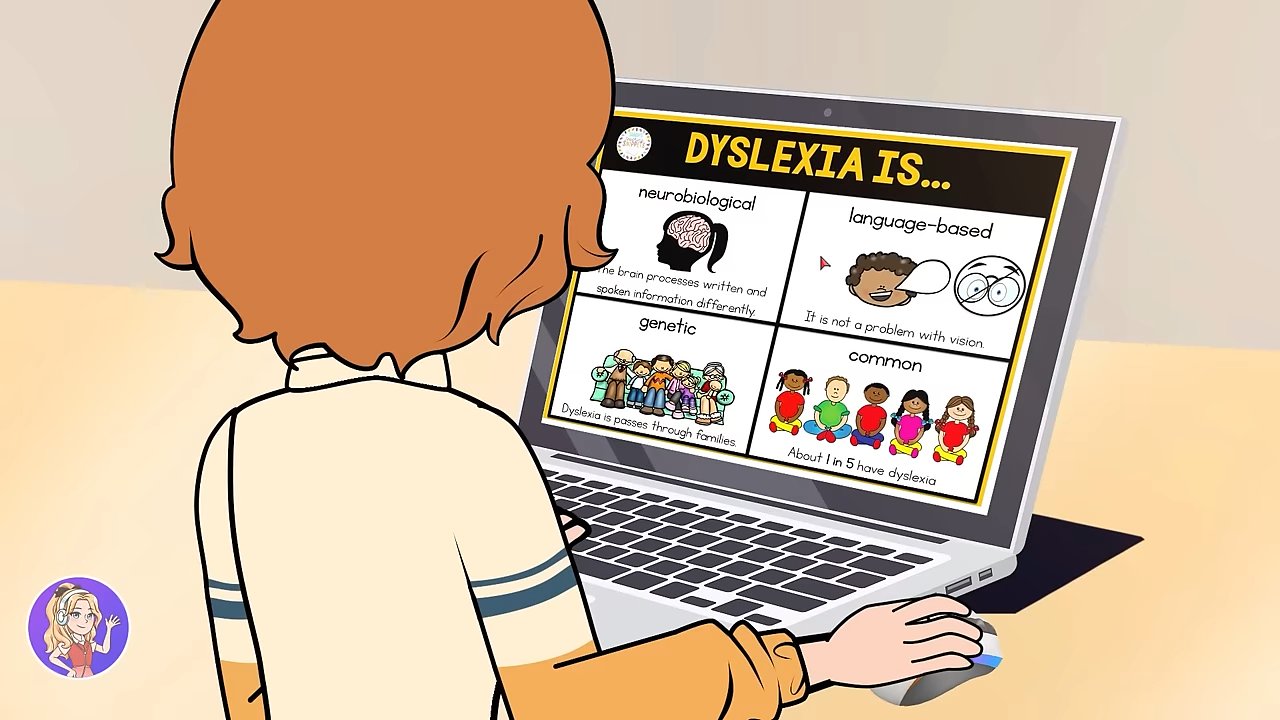 DYSLEXIA IS...
neurobiological
The brain processes written and
spoken information differently.
language-based
It is not a problem with vision.
genetic
Dyslexia is passes through families.
common
About 1 in 5 have dyslexia